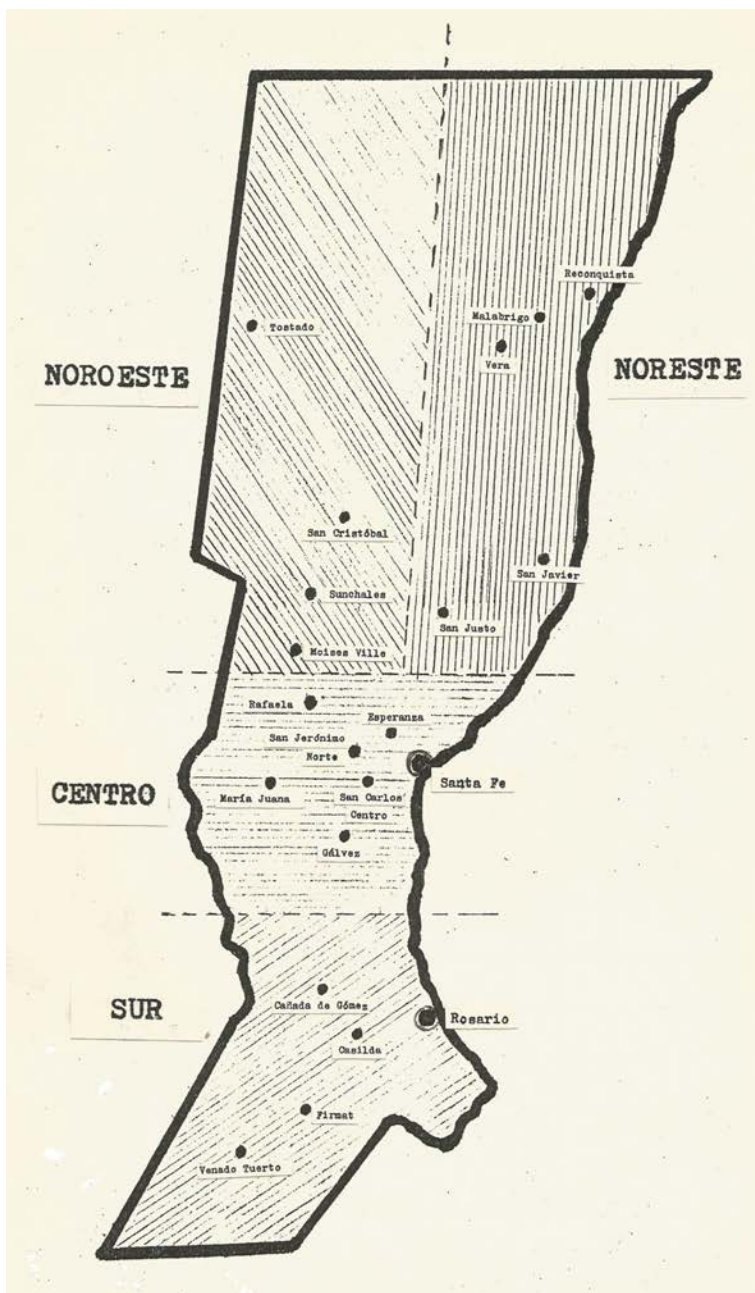 Reconquista
Malabrigo
Tostado
Vera
NOROESTE
NORESTE
San Cristóbal
San Javier
Sunchales
San Justo
Moises Ville
Rafaela
Esperanza
San Jerónimo
Norte
Santa Fe
CENTRO
María Juana
San Carlos
Centro
Gálvez
Cañada de Gómez
SUR
Rosario
Casilda
Firmat
Venado Tuerto